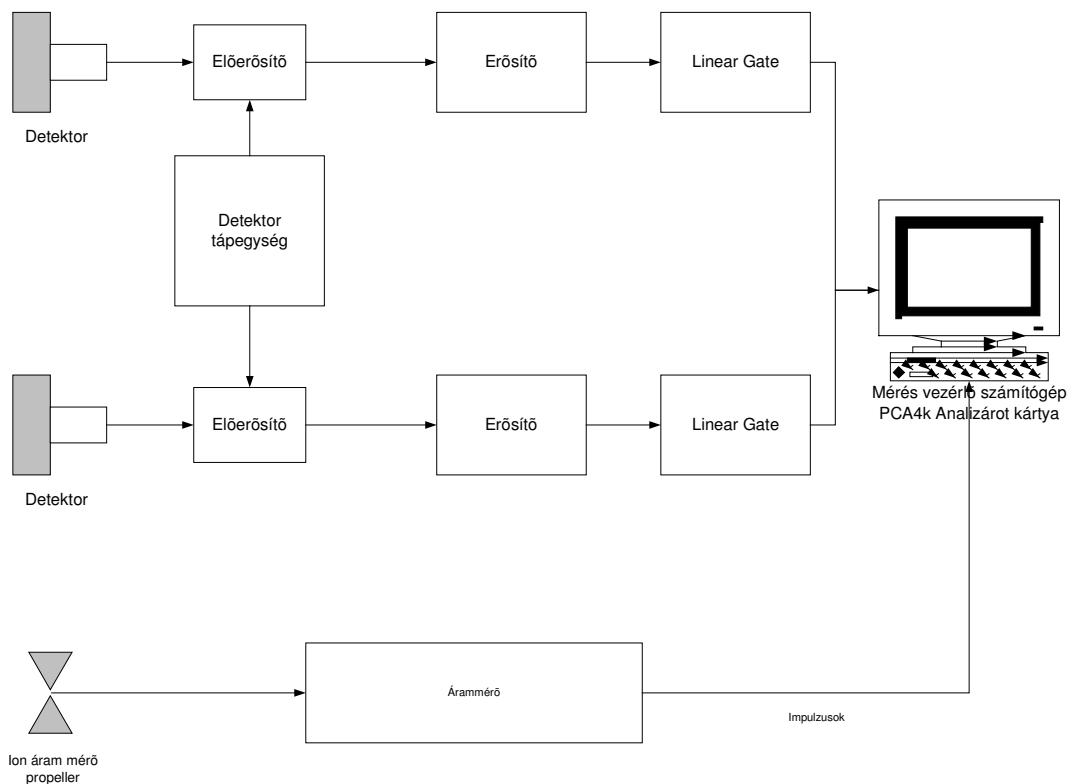 Elõerõsítõ
Erõsítõ
Linear Gate
Detektor
Detektor
tápegység
Mérés vezérlõ számítógép
PCA4k Analizárot kártya
Elõerõsítõ
Erõsítõ
Linear Gate
Detektor
Árammérõ
Impulzusok
Ion áram mérõ
propeller